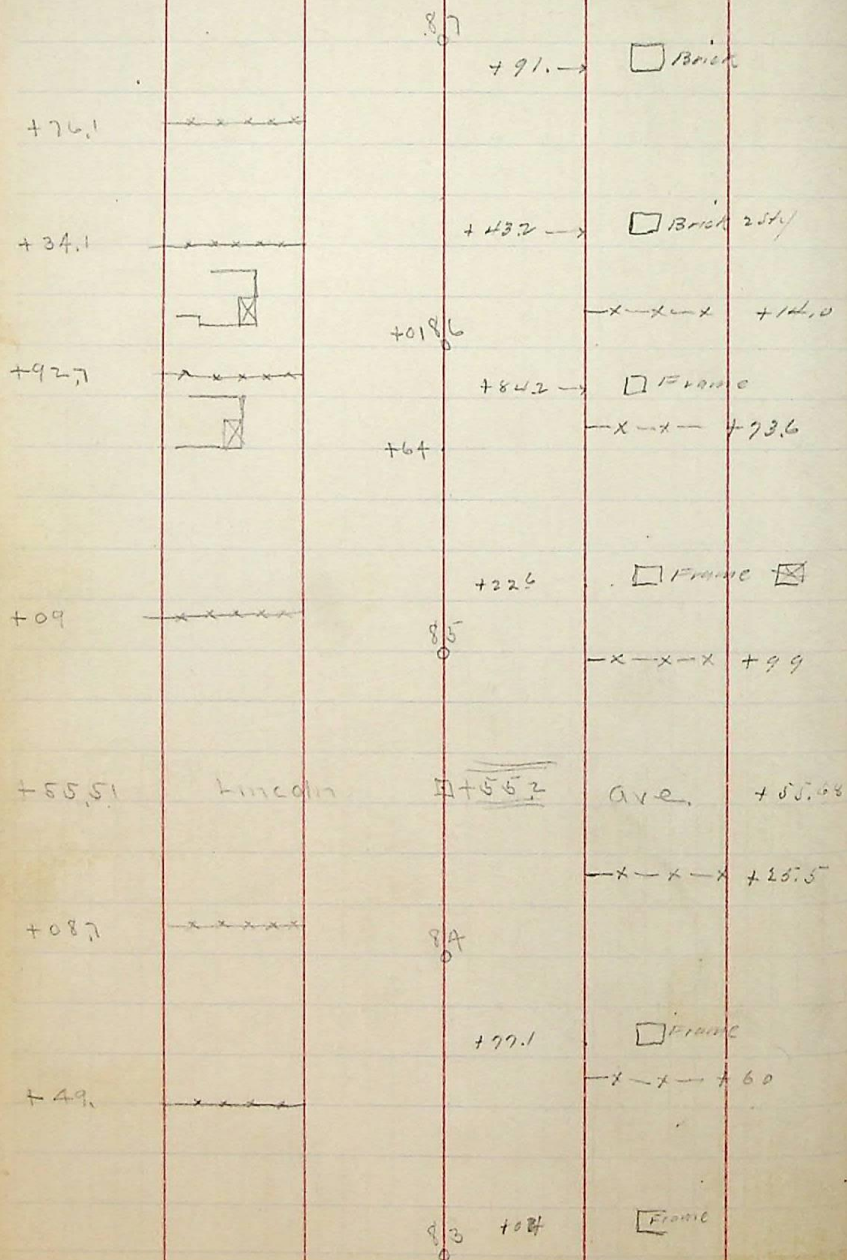 87
+91. Brick
+76.1
+43.2 Brick 2 Sty
+34.1
+14.0
+01 86
+92.7 +84.2 Frame
+73.6
+64
+22.6 Frame
+09
85
+99
+55.51 Lincoln +55.2 ave. +55.68
+25.5
+08.7 84
+77.1 Frame
+60
+49.
83 Frame